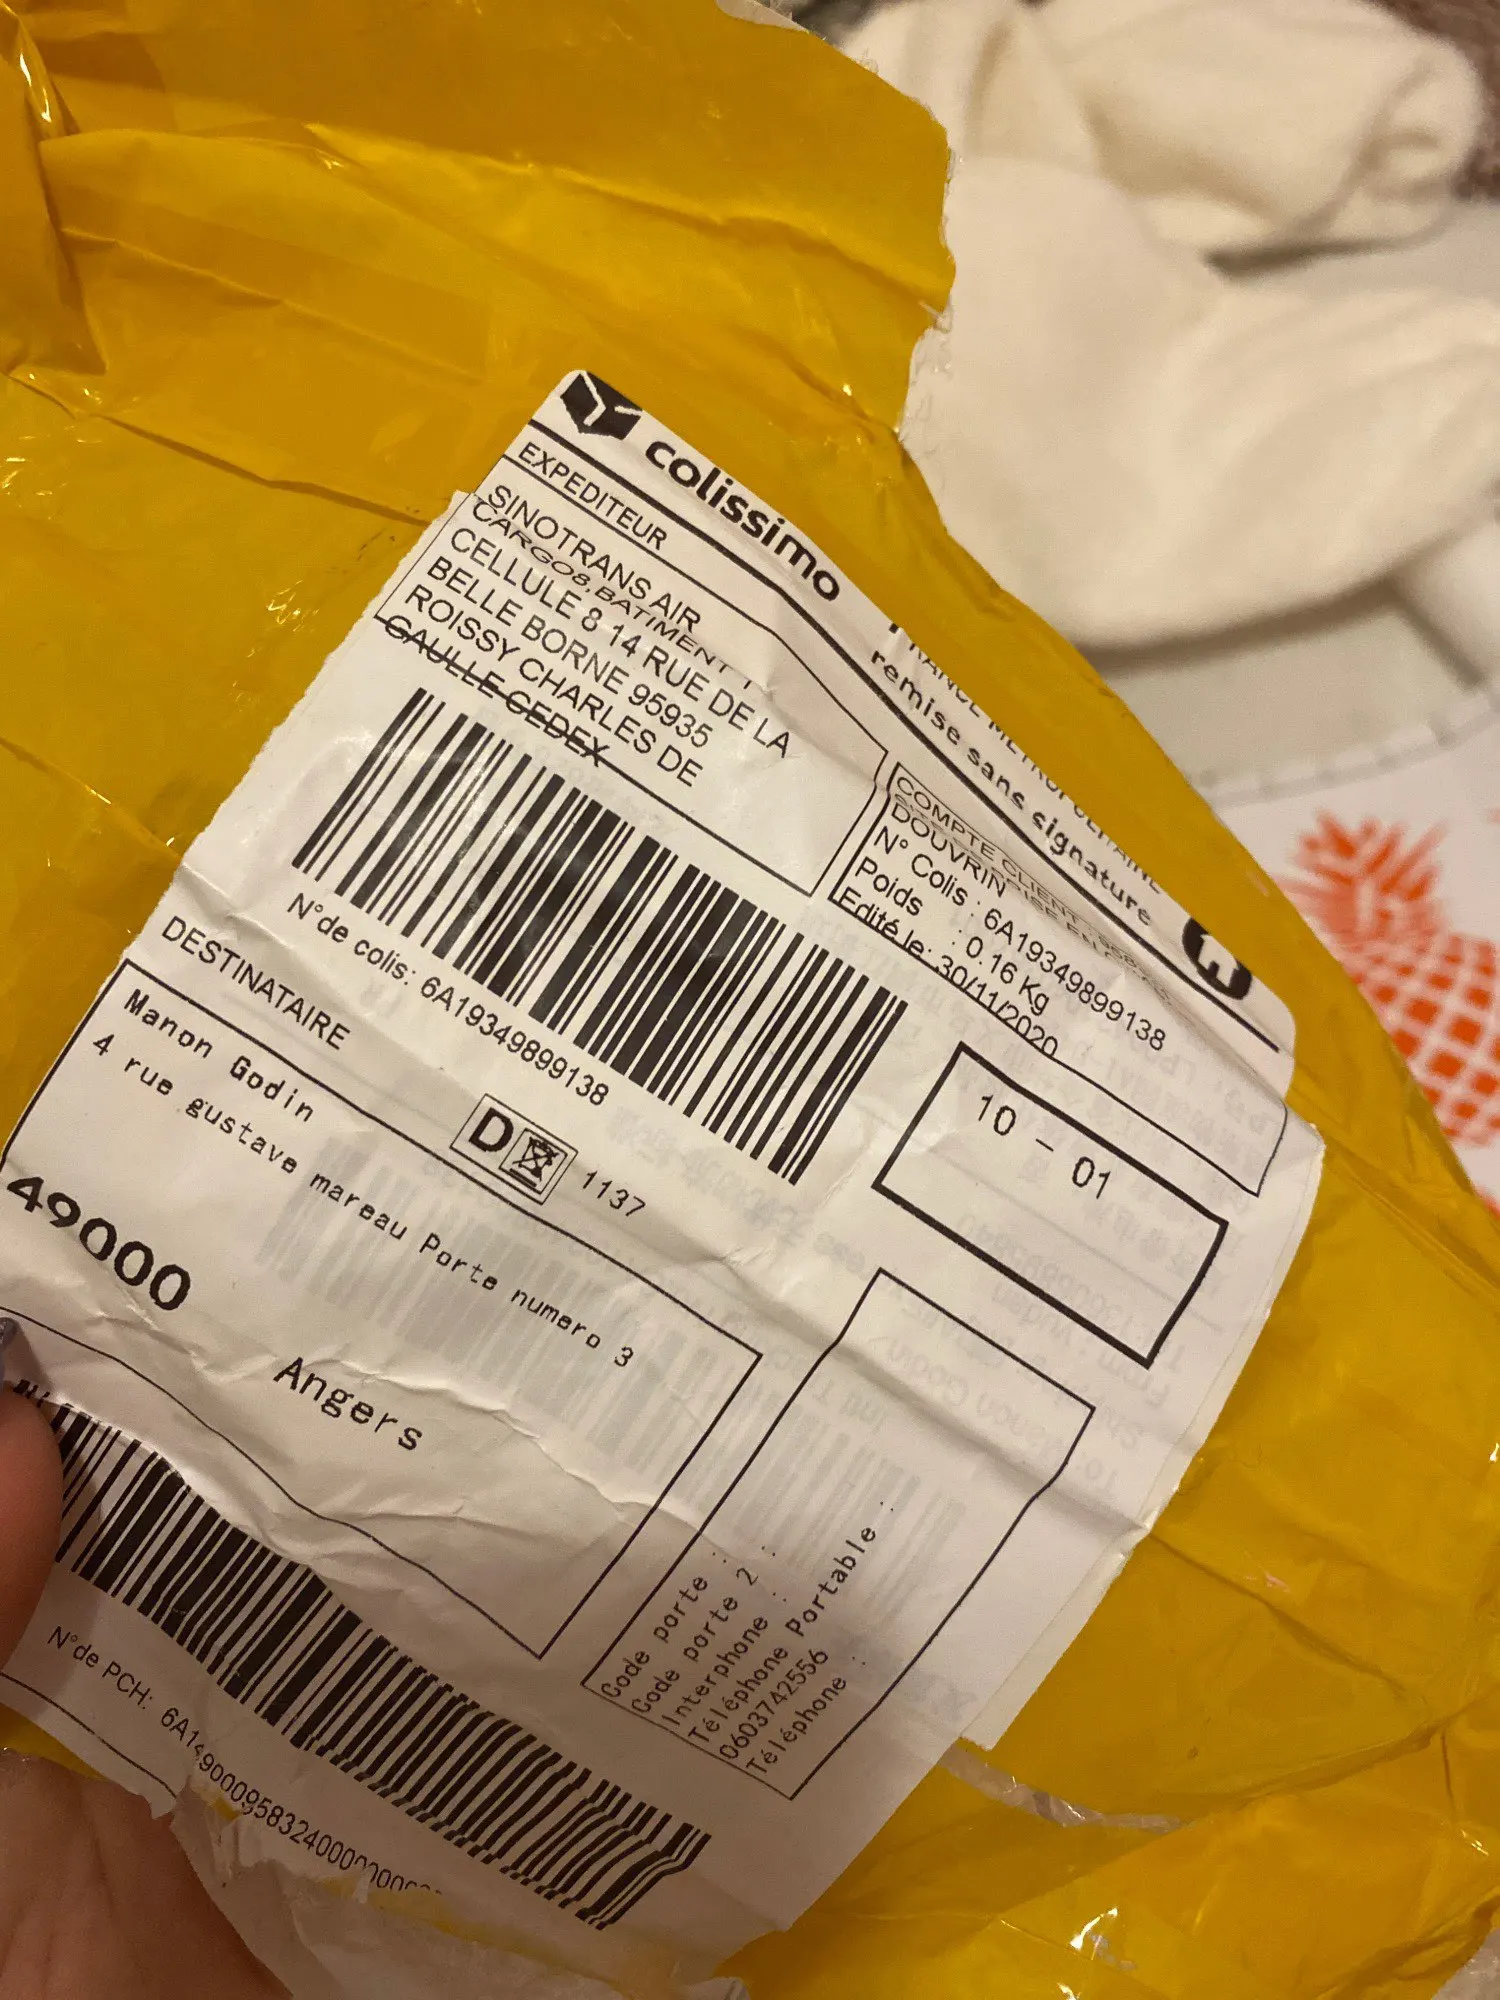 colissimo
remise sans signature
EXPEDITEUR
SINOTRANS AIR
CARGO8,BATIMENT
CELLULE 8 14 RUE DE LA
BELLE BORNE 95935
ROISSY CHARLES DE
GAULLE CEDEX
COMPTE CLIENT
DOUVRIN
N° Colis : 6A19349899138
Poids : 0.16 Kg
Edité le: 30/11/2020
N°de colis: 6A19349899138
10 - 01
DESTINATAIRE
D 1137
Manon Godin
4 rue gustave mareau Porte numero 3
49000 Angers
Code porte :
Code porte 2 :
Interphone :
Téléphone Portable :
0603742556
Téléphone :
N°de PCH: